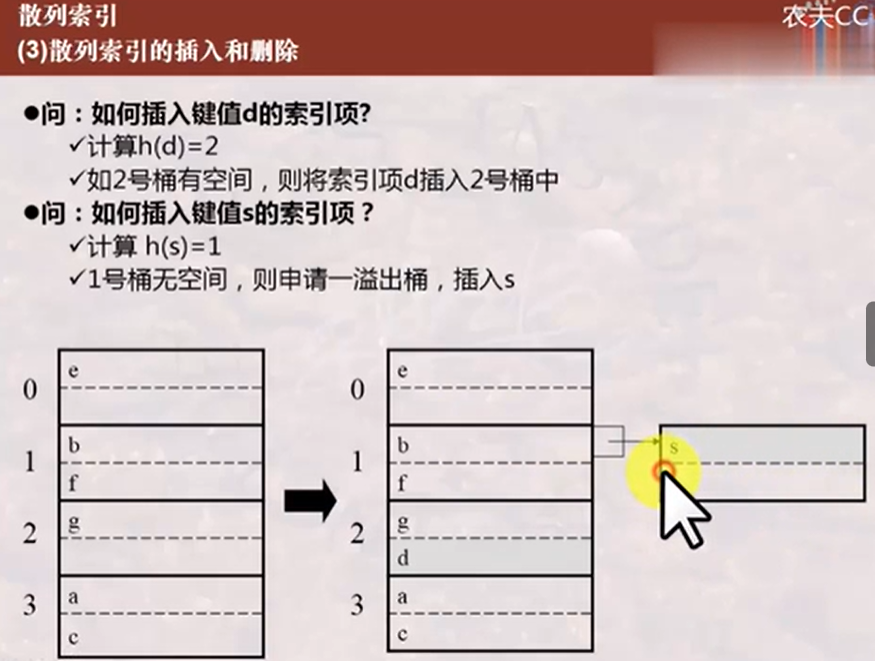 散列索引
农夫CC
(3)散列索引的插入和删除
●问：如何插入键值d的索引项?
✓计算h(d)=2
✓如2号桶有空间，则将索引项d插入2号桶中
●问：如何插入键值s的索引项？
✓计算 h(s)=1
✓1号桶无空间，则申请一溢出桶，插入s
0
e
1
b
f
2
g
3
a
c
0
e
1
b
f
2
g
d
3
a
c
s